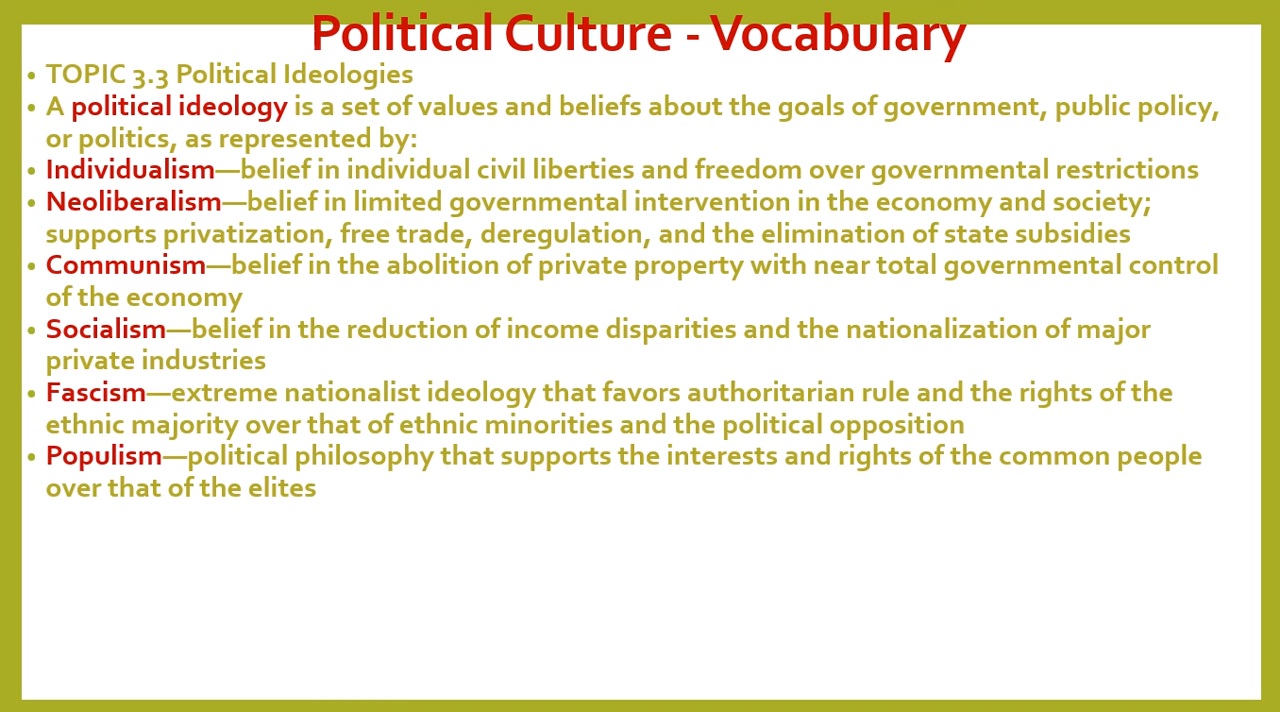 Political Culture - Vocabulary
• TOPIC 3.3 Political Ideologies
• A political ideology is a set of values and beliefs about the goals of government, public policy,
or politics, as represented by:
• Individualism—belief in individual civil liberties and freedom over governmental restrictions
• Neoliberalism—belief in limited governmental intervention in the economy and society;
supports privatization, free trade, deregulation, and the elimination of state subsidies
• Communism—belief in the abolition of private property with near total governmental control
of the economy
• Socialism—belief in the reduction of income disparities and the nationalization of major
private industries
• Fascism—extreme nationalist ideology that favors authoritarian rule and the rights of the
ethnic majority over that of ethnic minorities and the political opposition
• Populism—political philosophy that supports the interests and rights of the common people
over that of the elites